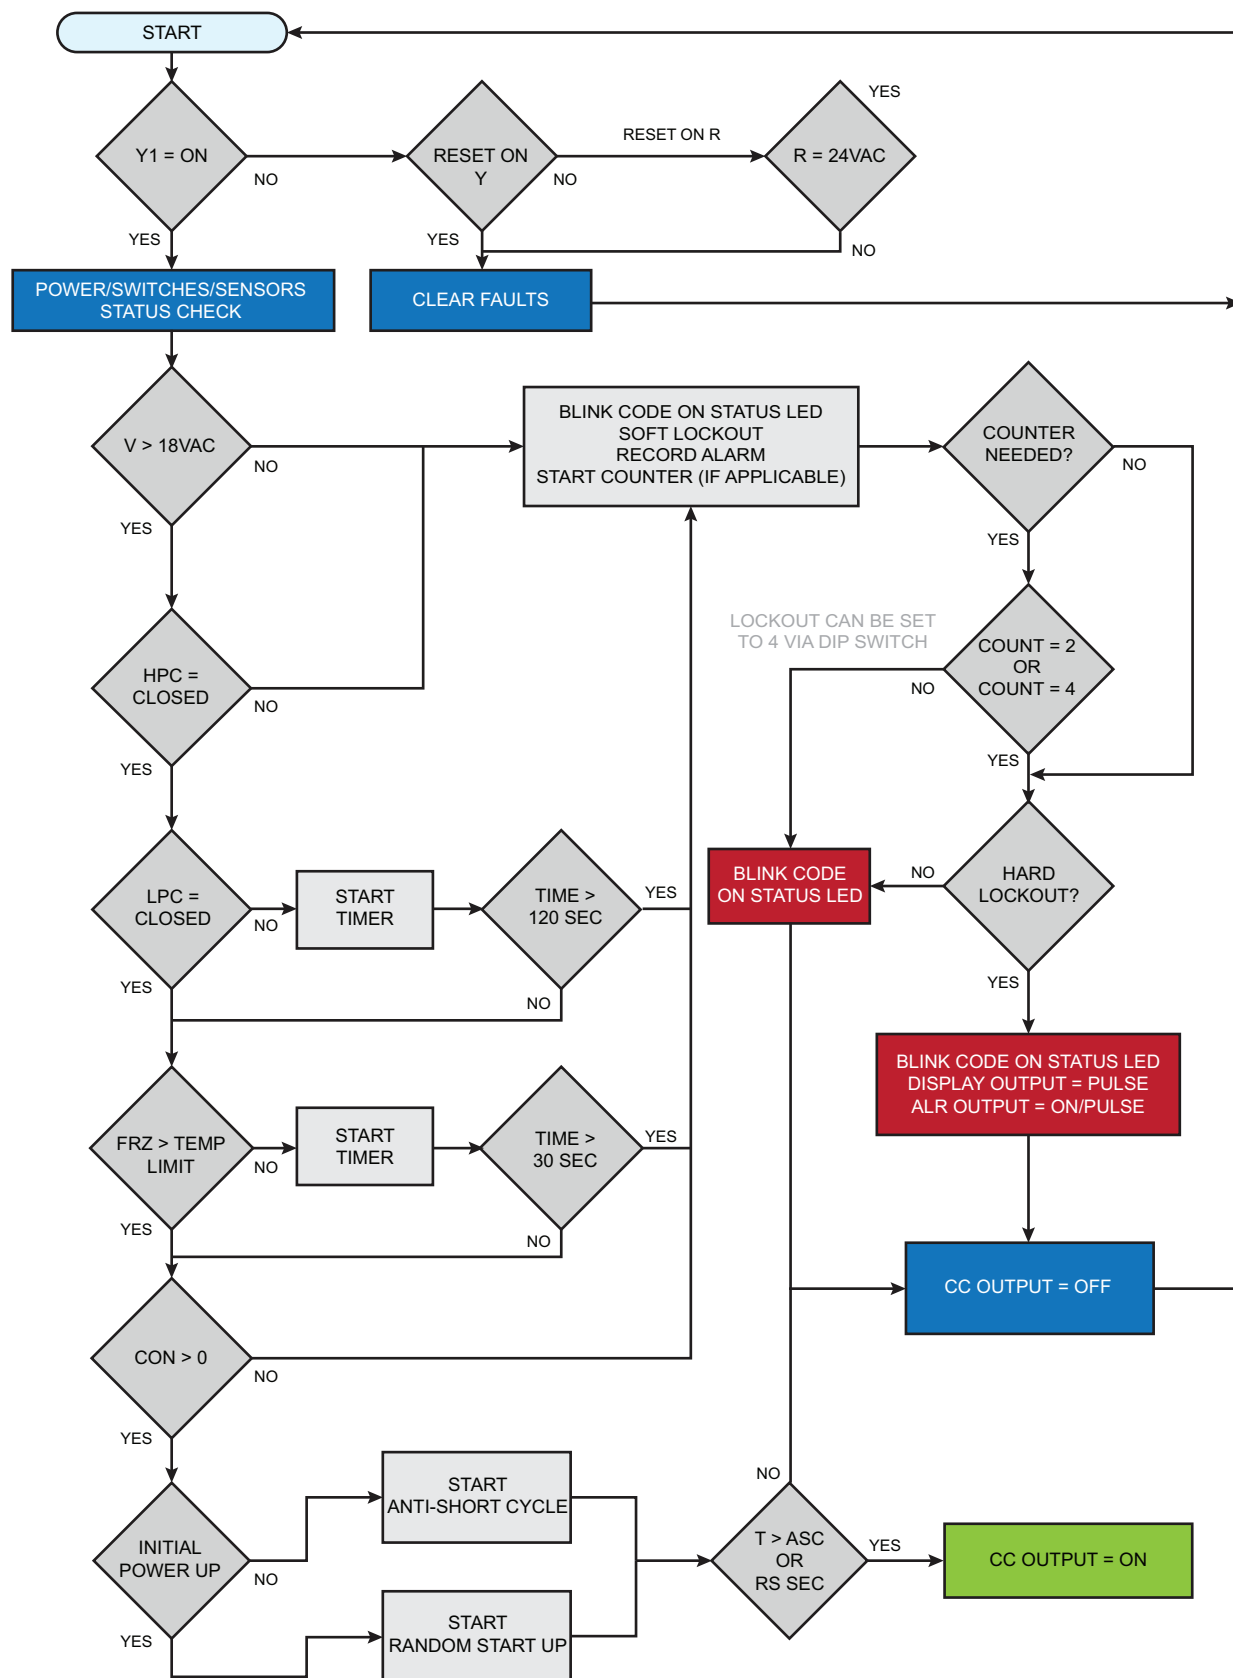 START
Y1 = ON
NO
YES
RESET ON
Y
NO
YES
RESET ON R
R = 24VAC
YES
NO
POWER/SWITCHES/SENSORS
STATUS CHECK
CLEAR FAULTS
V > 18VAC
NO
YES
BLINK CODE ON STATUS LED
SOFT LOCKOUT
RECORD ALARM
START COUNTER (IF APPLICABLE)
COUNTER
NEEDED?
NO
YES
HPC =
CLOSED
NO
YES
LOCKOUT CAN BE SET
TO 4 VIA DIP SWITCH
COUNT = 2
OR
COUNT = 4
NO
YES
LPC =
CLOSED
NO
YES
START
TIMER
TIME >
120 SEC
YES
NO
BLINK CODE
ON STATUS LED
NO
HARD
LOCKOUT?
YES
FRZ > TEMP
LIMIT
NO
YES
START
TIMER
TIME >
30 SEC
YES
NO
BLINK CODE ON STATUS LED
DISPLAY OUTPUT = PULSE
ALR OUTPUT = ON/PULSE
CC OUTPUT = OFF
CON > 0
NO
YES
INITIAL
POWER UP
NO
YES
START
ANTI-SHORT CYCLE
START
RANDOM START UP
NO
T > ASC
OR
RS SEC
YES
CC OUTPUT = ON